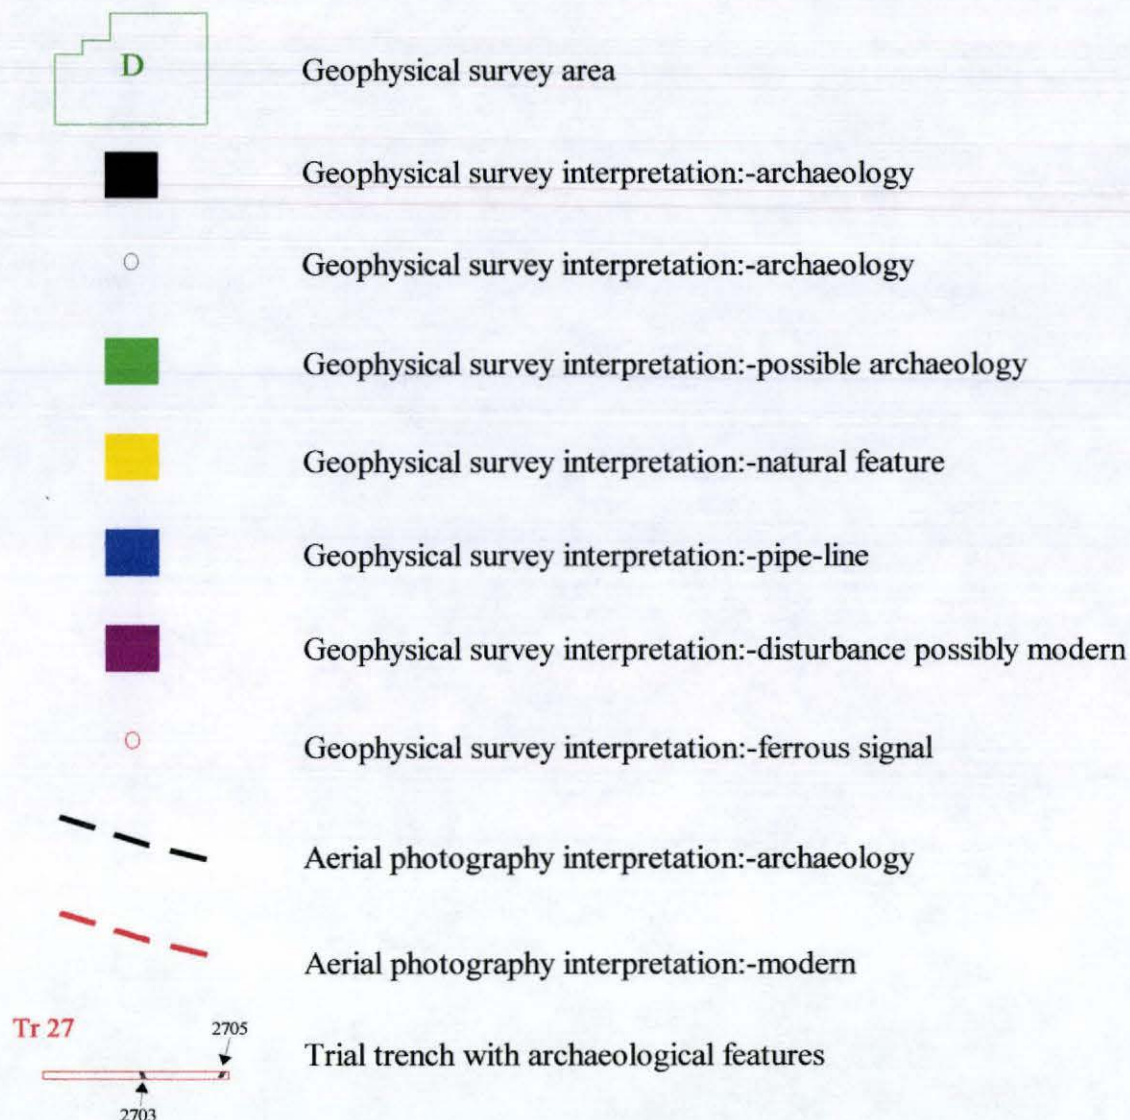 D
Geophysical survey area
Geophysical survey interpretation:-archaeology
Geophysical survey interpretation:-archaeology
Geophysical survey interpretation:-possible archaeology
Geophysical survey interpretation:-natural feature
Geophysical survey interpretation:-pipe-line
Geophysical survey interpretation:-disturbance possibly modern
Geophysical survey interpretation:-ferrous signal
Aerial photography interpretation:-archaeology
Aerial photography interpretation:-modern
Tr 27
2705
Trial trench with archaeological features
2703